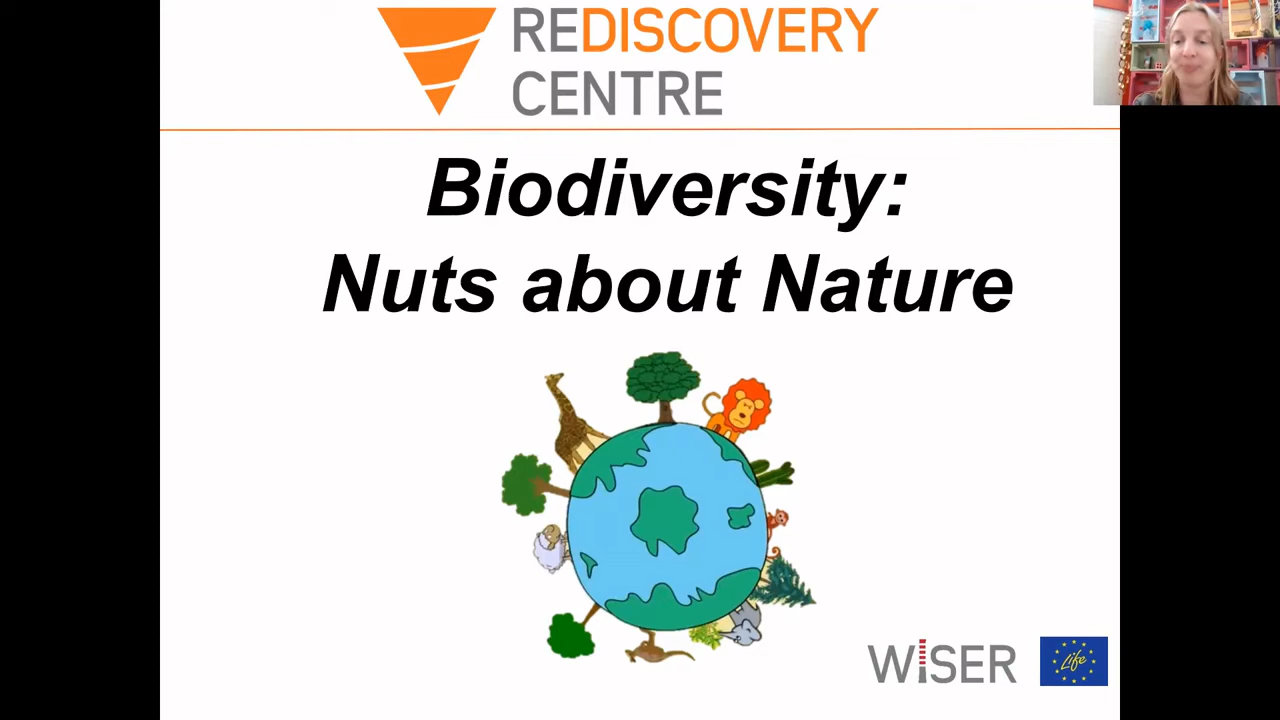 REDISCOVERY
CENTRE
Biodiversity:
Nuts about Nature
WiSER
Life